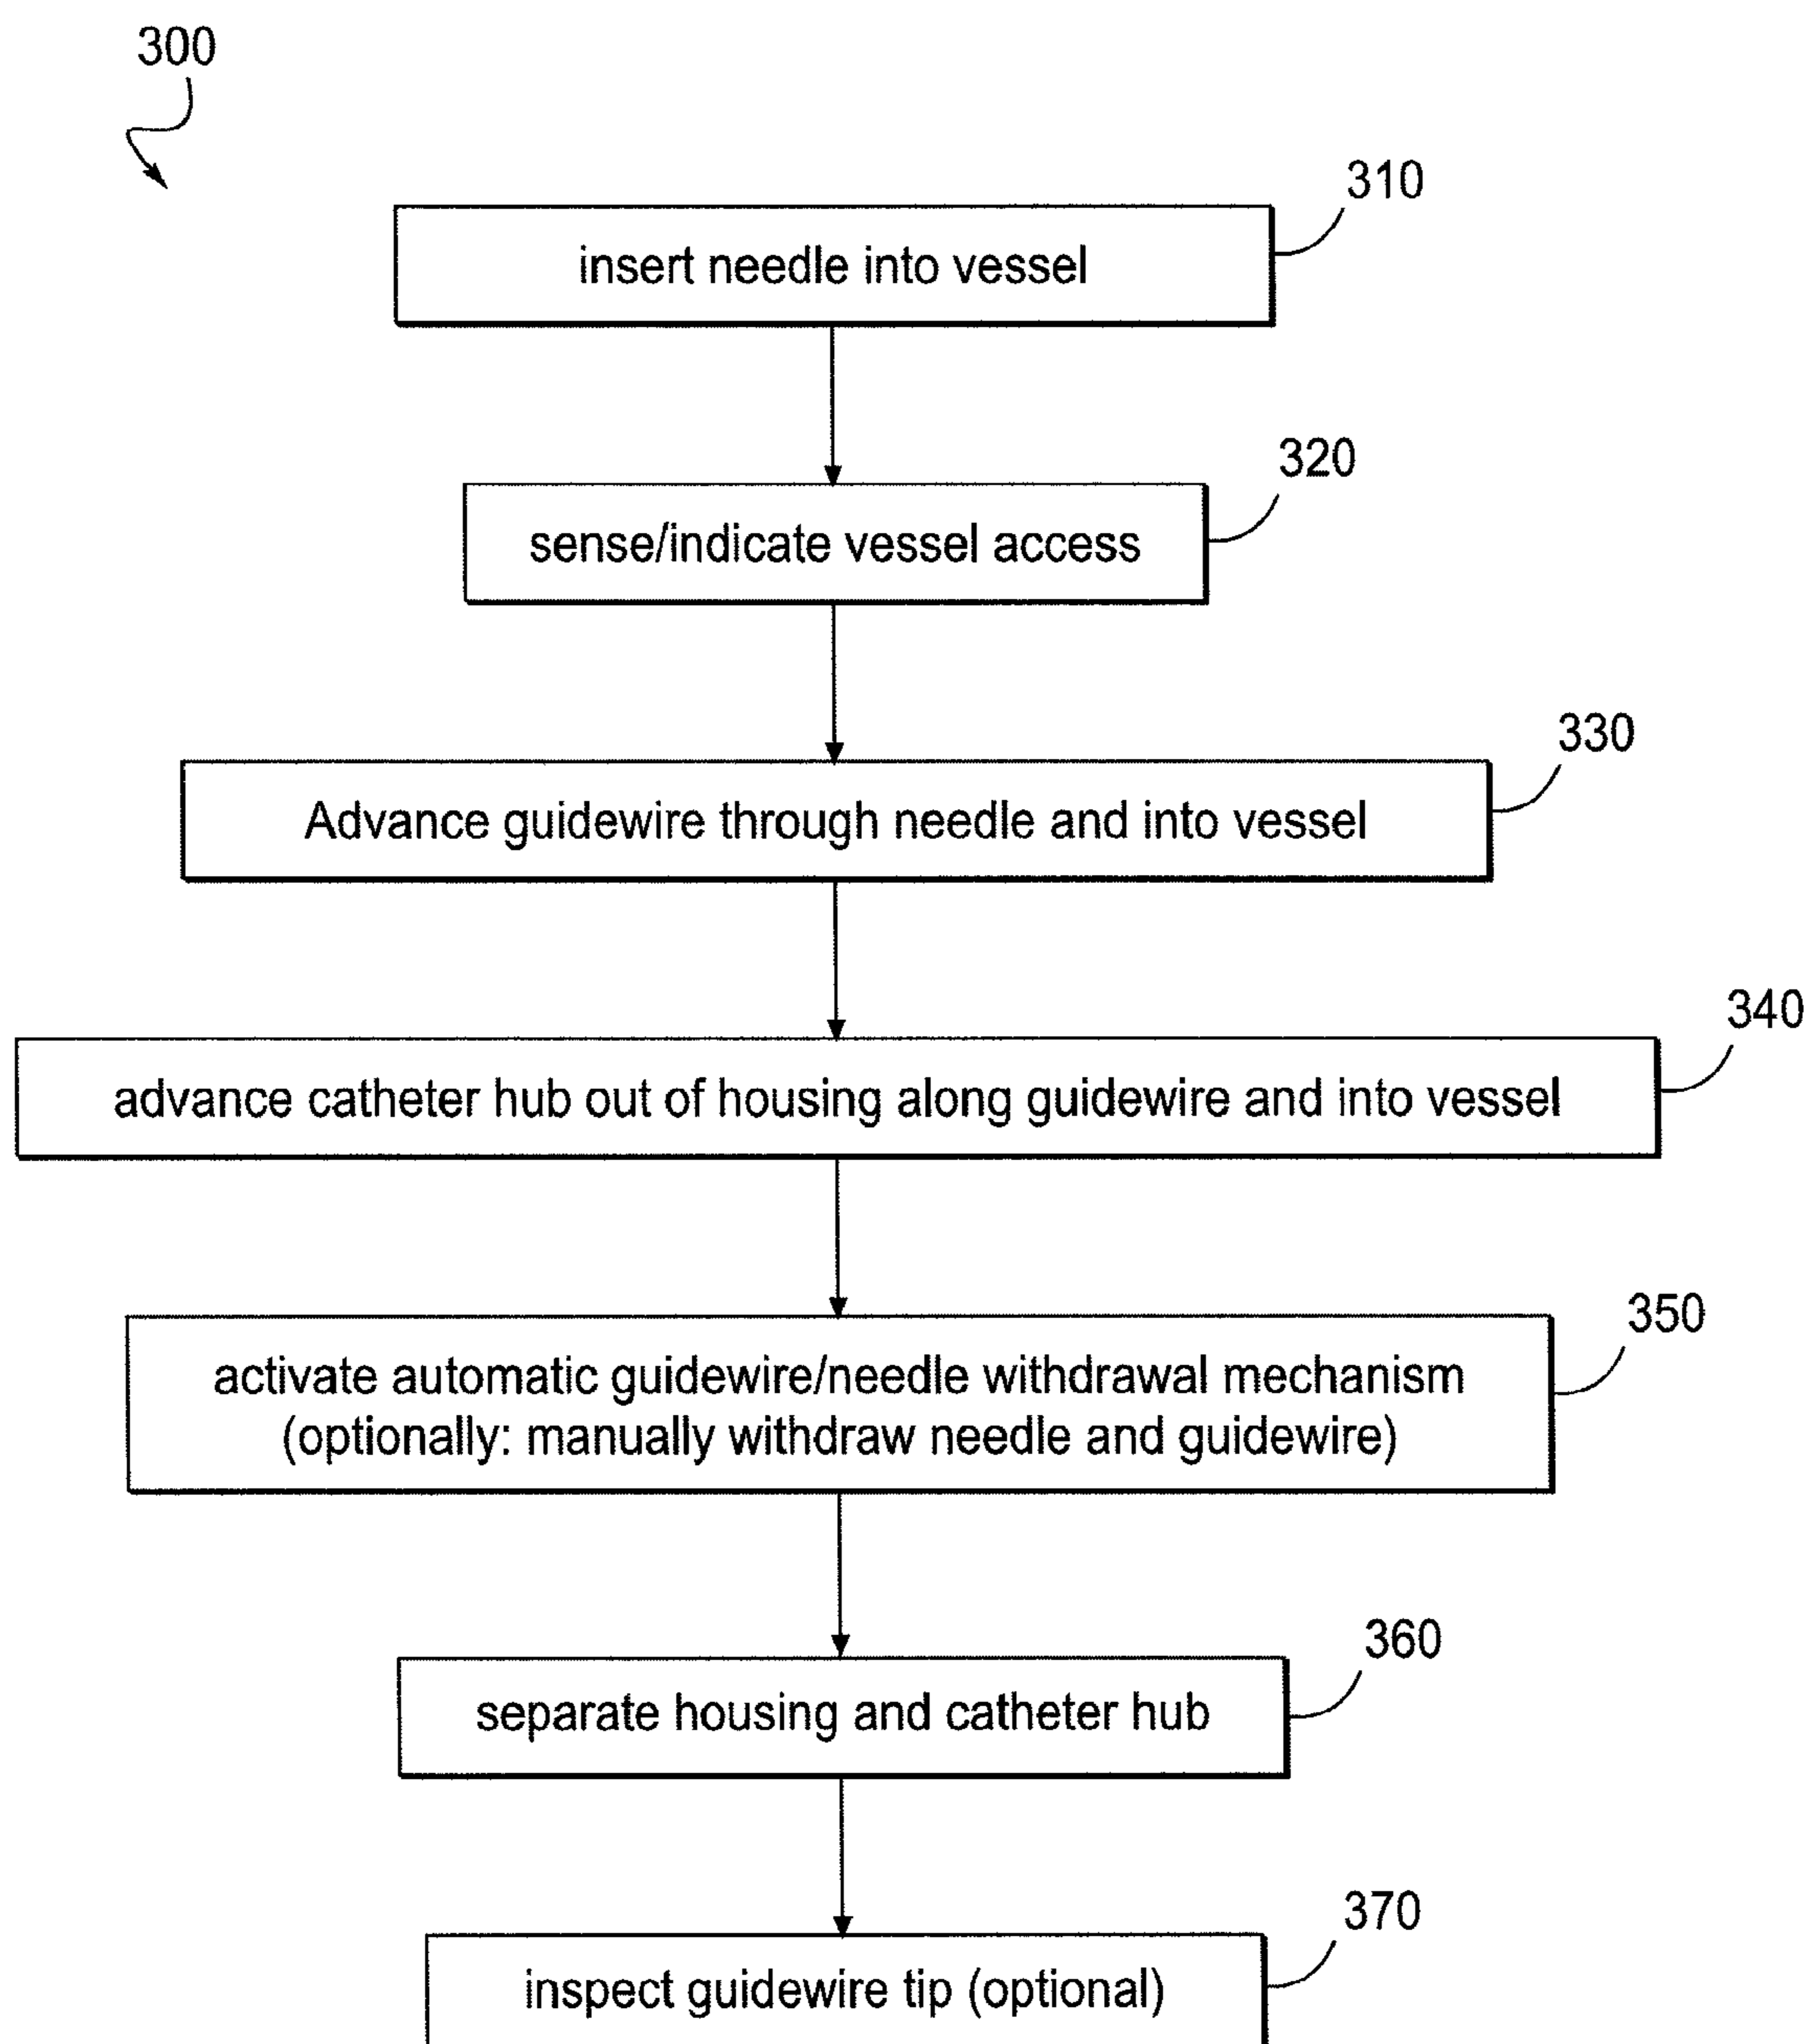 300
310
insert needle into vessel
320
sense/indicate vessel access
330
Advance guidewire through needle and into vessel
340
advance catheter hub out of housing along guidewire and into vessel
350
activate automatic guidewire/needle withdrawal mechanism
(optionally: manually withdraw needle and guidewire)
360
separate housing and catheter hub
370
inspect guidewire tip (optional)